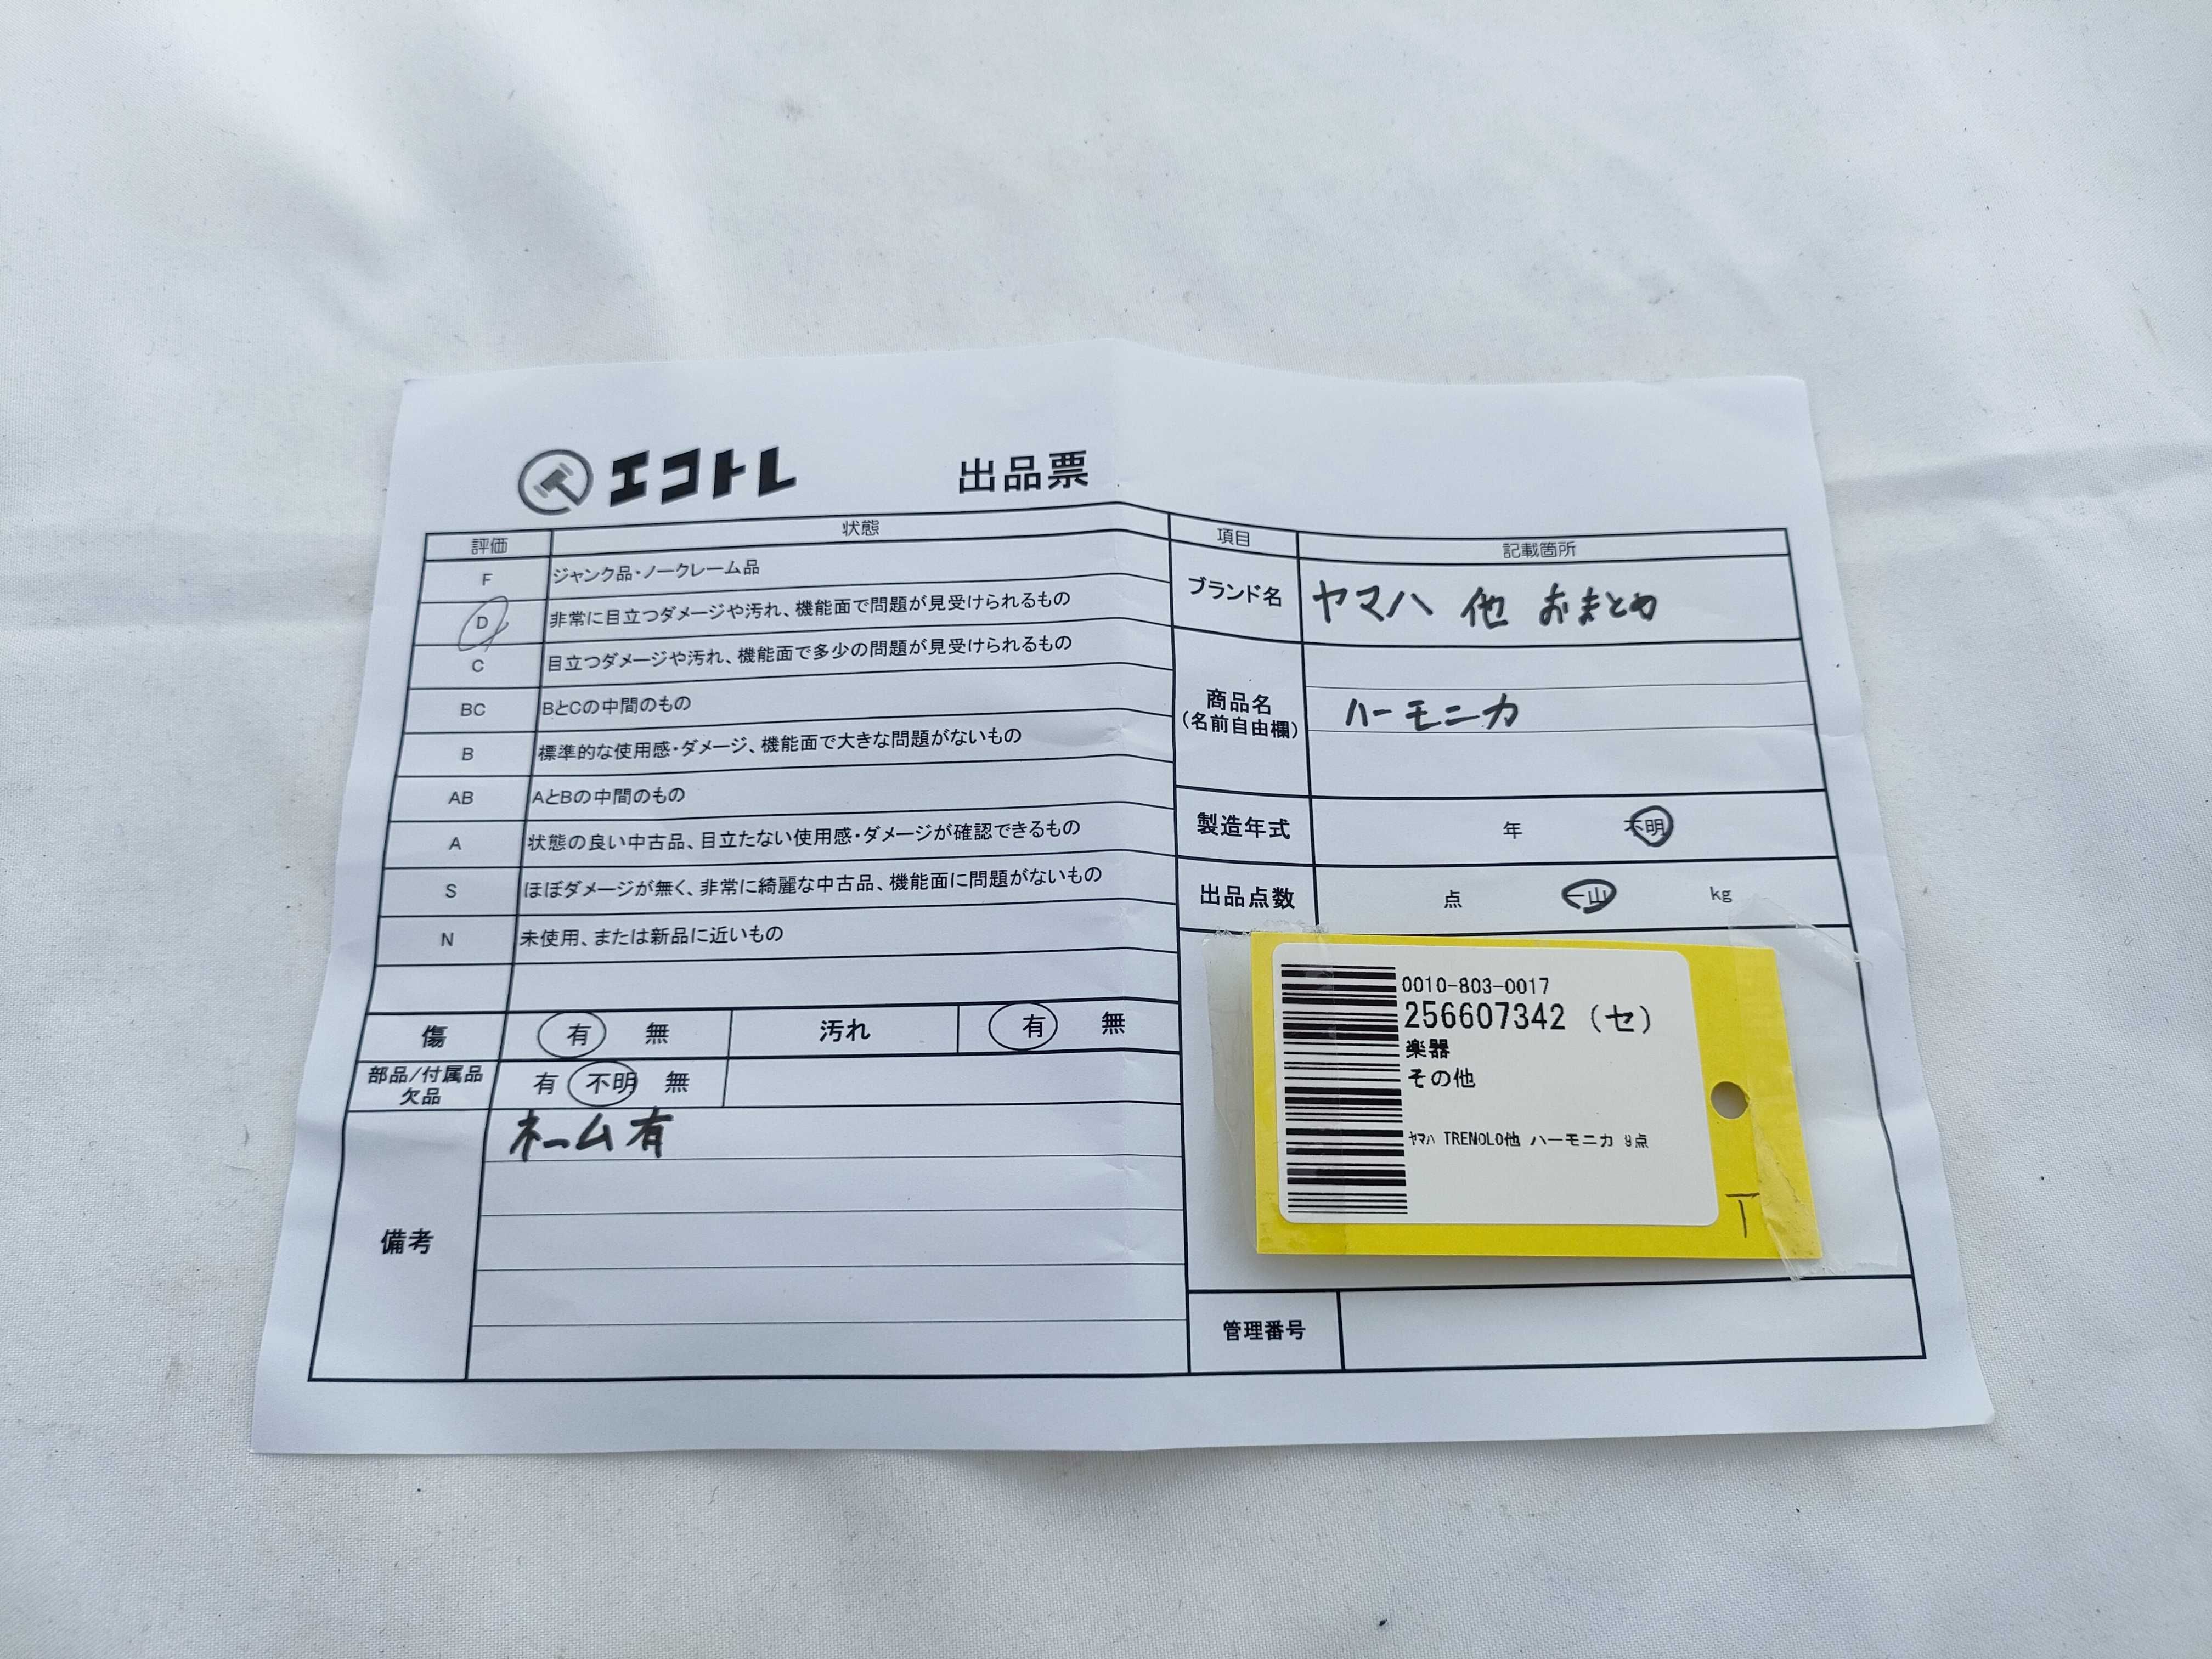 エコトレ 出品票
評価 状態
F ジャンク品・ノークレーム品
D 非常に目立つダメージや汚れ、機能面で問題が見受けられるもの
C 目立つダメージや汚れ、機能面で多少の問題が見受けられるもの
BC BとCの中間のもの
B 標準的な使用感・ダメージ、機能面で大きな問題がないもの
AB AとBの中間のもの
A 状態の良い中古品、目立たない使用感・ダメージが確認できるもの
S ほぼダメージが無く、非常に綺麗な中古品、機能面に問題がないもの
N 未使用、または新品に近いもの
傷 有 無 汚れ 有 無
部品/付属品
欠品
有 不明 無
備考
ネーム有
項目 記載箇所
ブランド名 ヤマハ 他 おまとめ
商品名
(名前自由欄)
ハーモニカ
製造年式 年 不明
出品点数 点 一山 kg
0010-803-0017
256607342 (セ)
楽器
その他
ヤマハ TRENOLO他 ハーモニカ 9点
T
管理番号